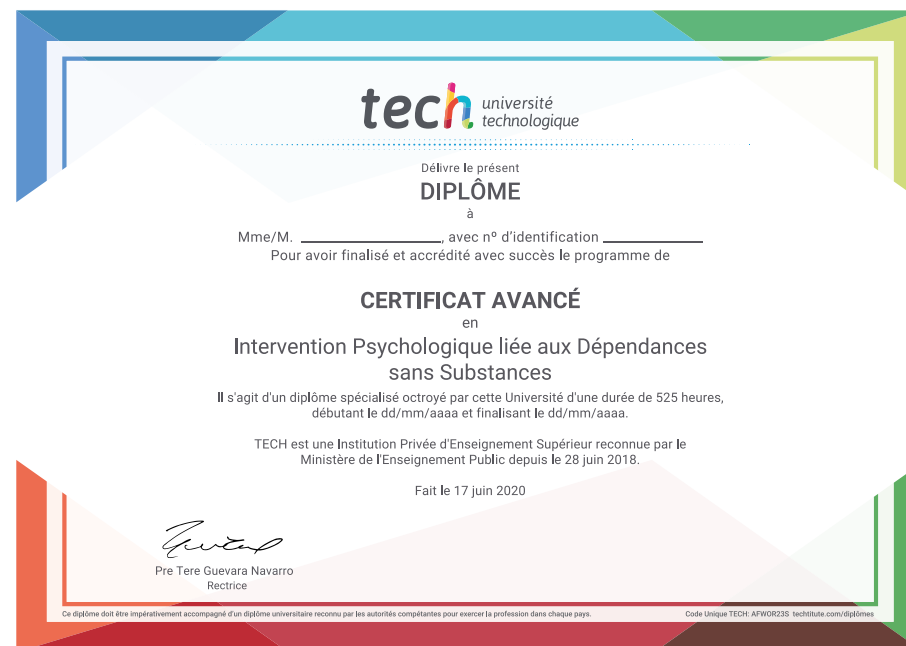 tech université
technologique
Délivre le présent
DIPLÔME
à
Mme/M. ____________________, avec nº d'identification ______________
Pour avoir finalisé et accrédité avec succès le programme de
CERTIFICAT AVANCÉ
en
Intervention Psychologique liée aux Dépendances
sans Substances
Il s'agit d'un diplôme spécialisé octroyé par cette Université d'une durée de 525 heures,
débutant le dd/mm/aaaa et finalisant le dd/mm/aaaa.
TECH est une Institution Privée d'Enseignement Supérieur reconnue par le
Ministère de l'Enseignement Public depuis le 28 juin 2018.
Fait le 17 juin 2020
Pre Tere Guevara Navarro
Rectrice
Ce diplôme doit être impérativement accompagné d'un diplôme universitaire reconnu par les autorités compétentes pour exercer la profession dans chaque pays.
Code Unique TECH: AFWOR23S techtitute.com/diplômes